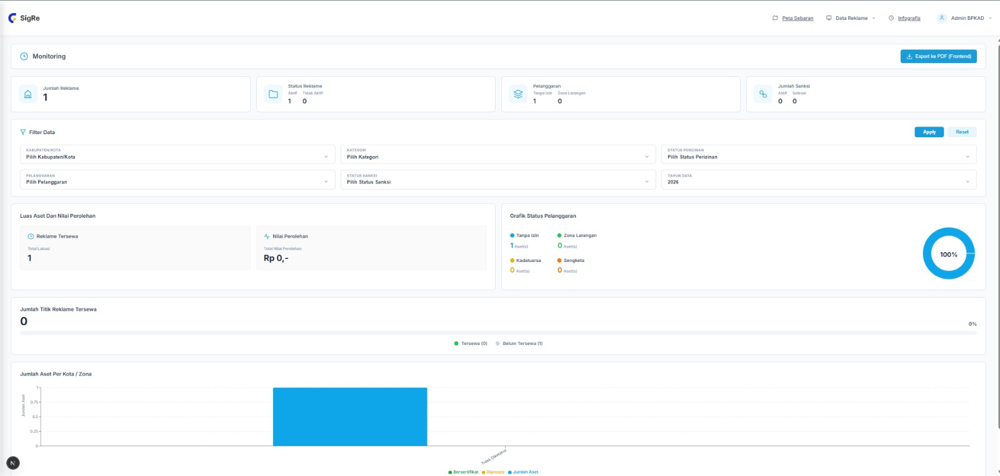 SigRe
Peta Sebaran
Data Reklame
Infografis
Admin BPKAD
Monitoring
Export ke PDF (Frontend)
Jumlah Reklame
1
Status Reklame
Aktif Tidak Aktif
1 0
Pelanggaran
Tanpa Izin Zona Larangan
1 0
Jumlah Sanksi
Aktif Selesai
0 0
Filter Data
Apply
Reset
KABUPATEN/KOTA
Pilih Kabupaten/Kota
KATEGORI
Pilih Kategori
STATUS PERIZINAN
Pilih Status Perizinan
PELANGGARAN
Pilih Pelanggaran
STATUS SANKSI
Pilih Status Sanksi
TAHUN DATA
2026
Luas Aset Dan Nilai Perolehan
Reklame Tersewa
Total Lokasi
1
Nilai Perolehan
Total Nilai Perolehan
Rp 0,-
Grafik Status Pelanggaran
Tanpa Izin
1 Aset(s)
Zona Larangan
0 Aset(s)
Kadaluarsa
0 Aset(s)
Sengketa
0 Aset(s)
100%
Jumlah Titik Reklame Tersewa
0
0%
Tersewa (0)
Belum Tersewa (1)
Jumlah Aset Per Kota / Zona
Jumlah Aset
1
0.75
0.5
0.25
0
Tidak Diketahui
Bersertifikat
Diproses
Jumlah Aset
N